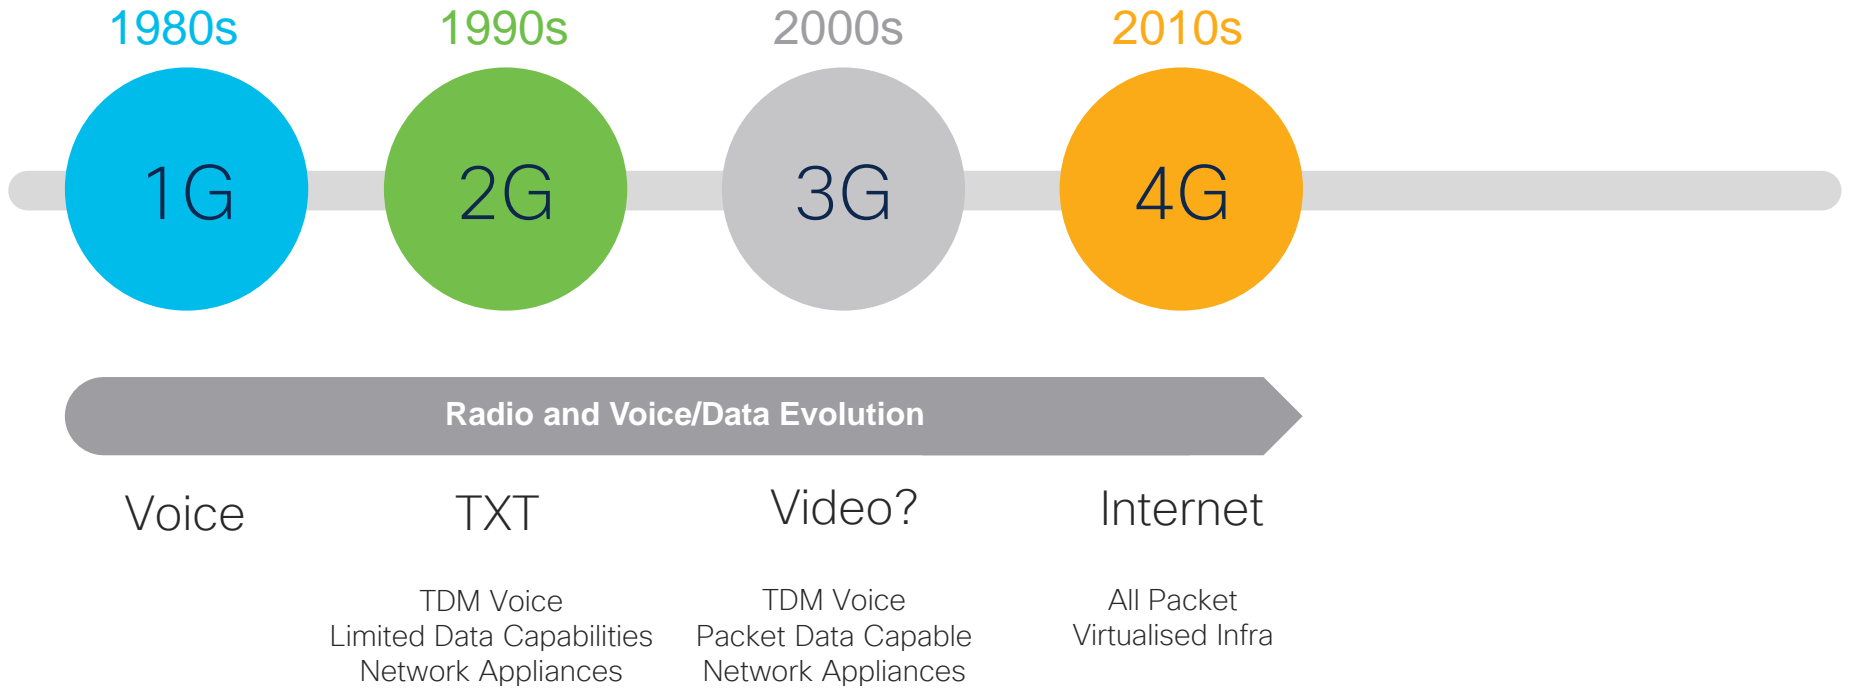 1980s
1990s
2000s
2010s
1G
2G
3G
4G
Radio and Voice/Data Evolution
Voice
TXT
Video?
Internet
TDM Voice
Limited Data Capabilities
Network Appliances
TDM Voice
Packet Data Capable
Network Appliances
All Packet
Virtualised Infra